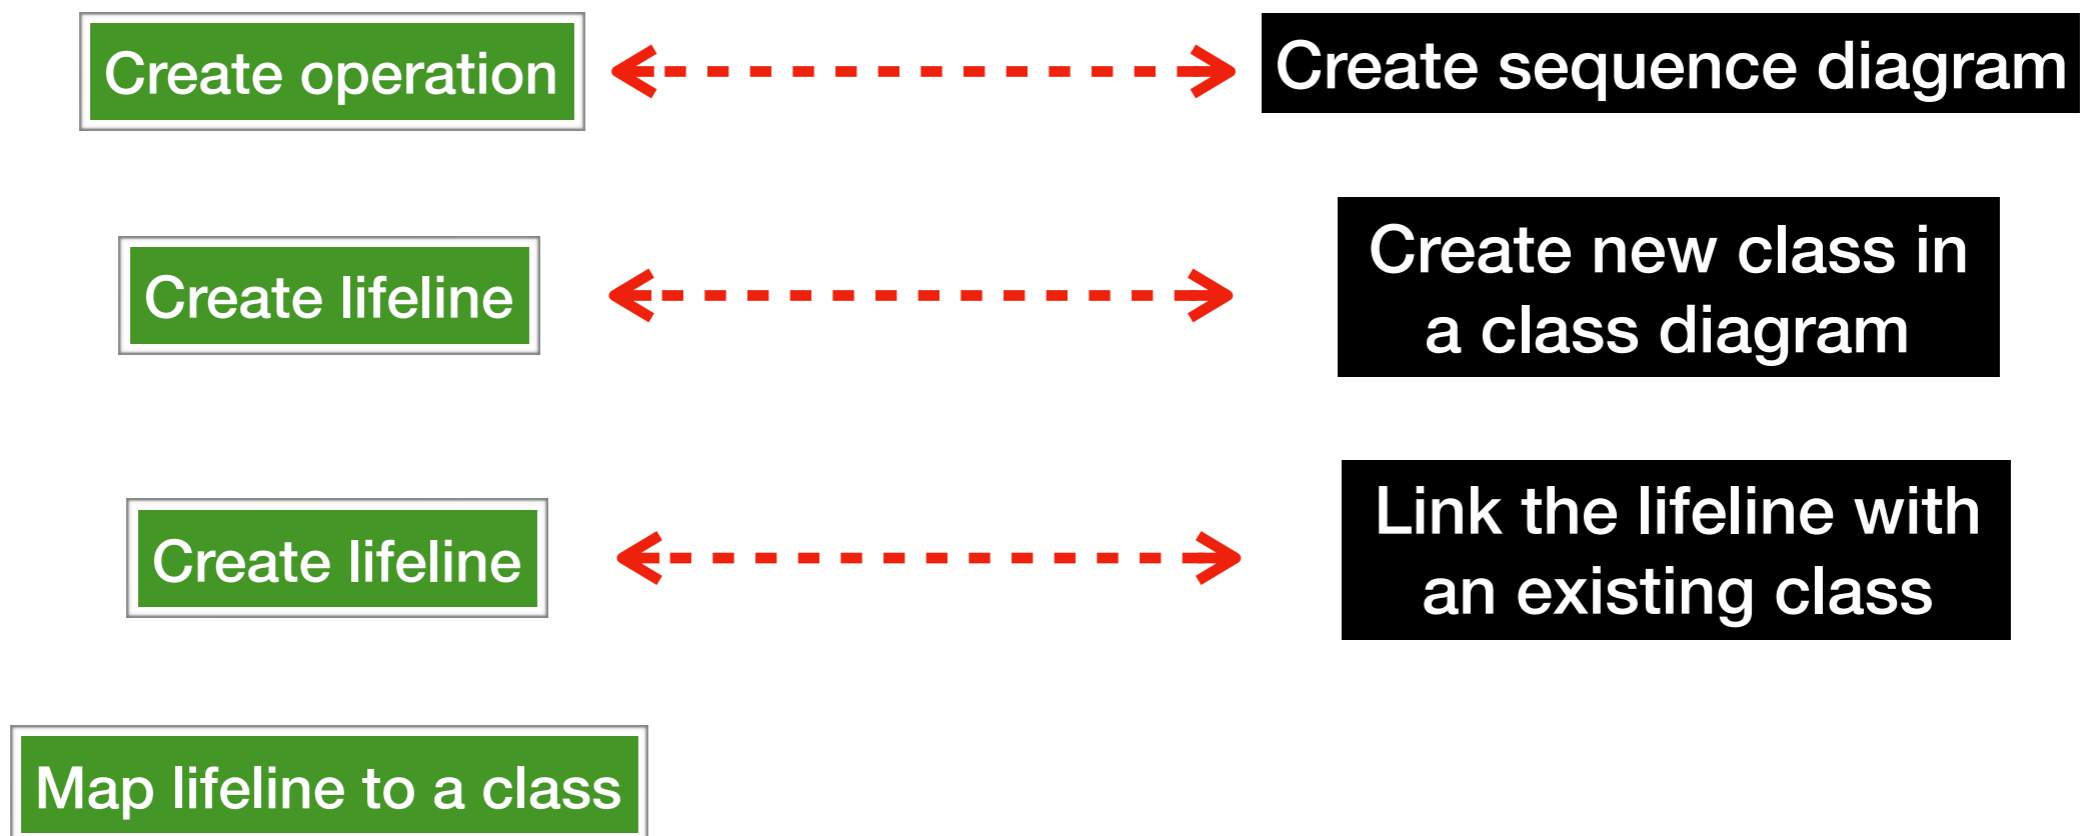 Create operation
Create sequence diagram
Create lifeline
Create new class in
a class diagram
Create lifeline
Link the lifeline with
an existing class
Map lifeline to a class